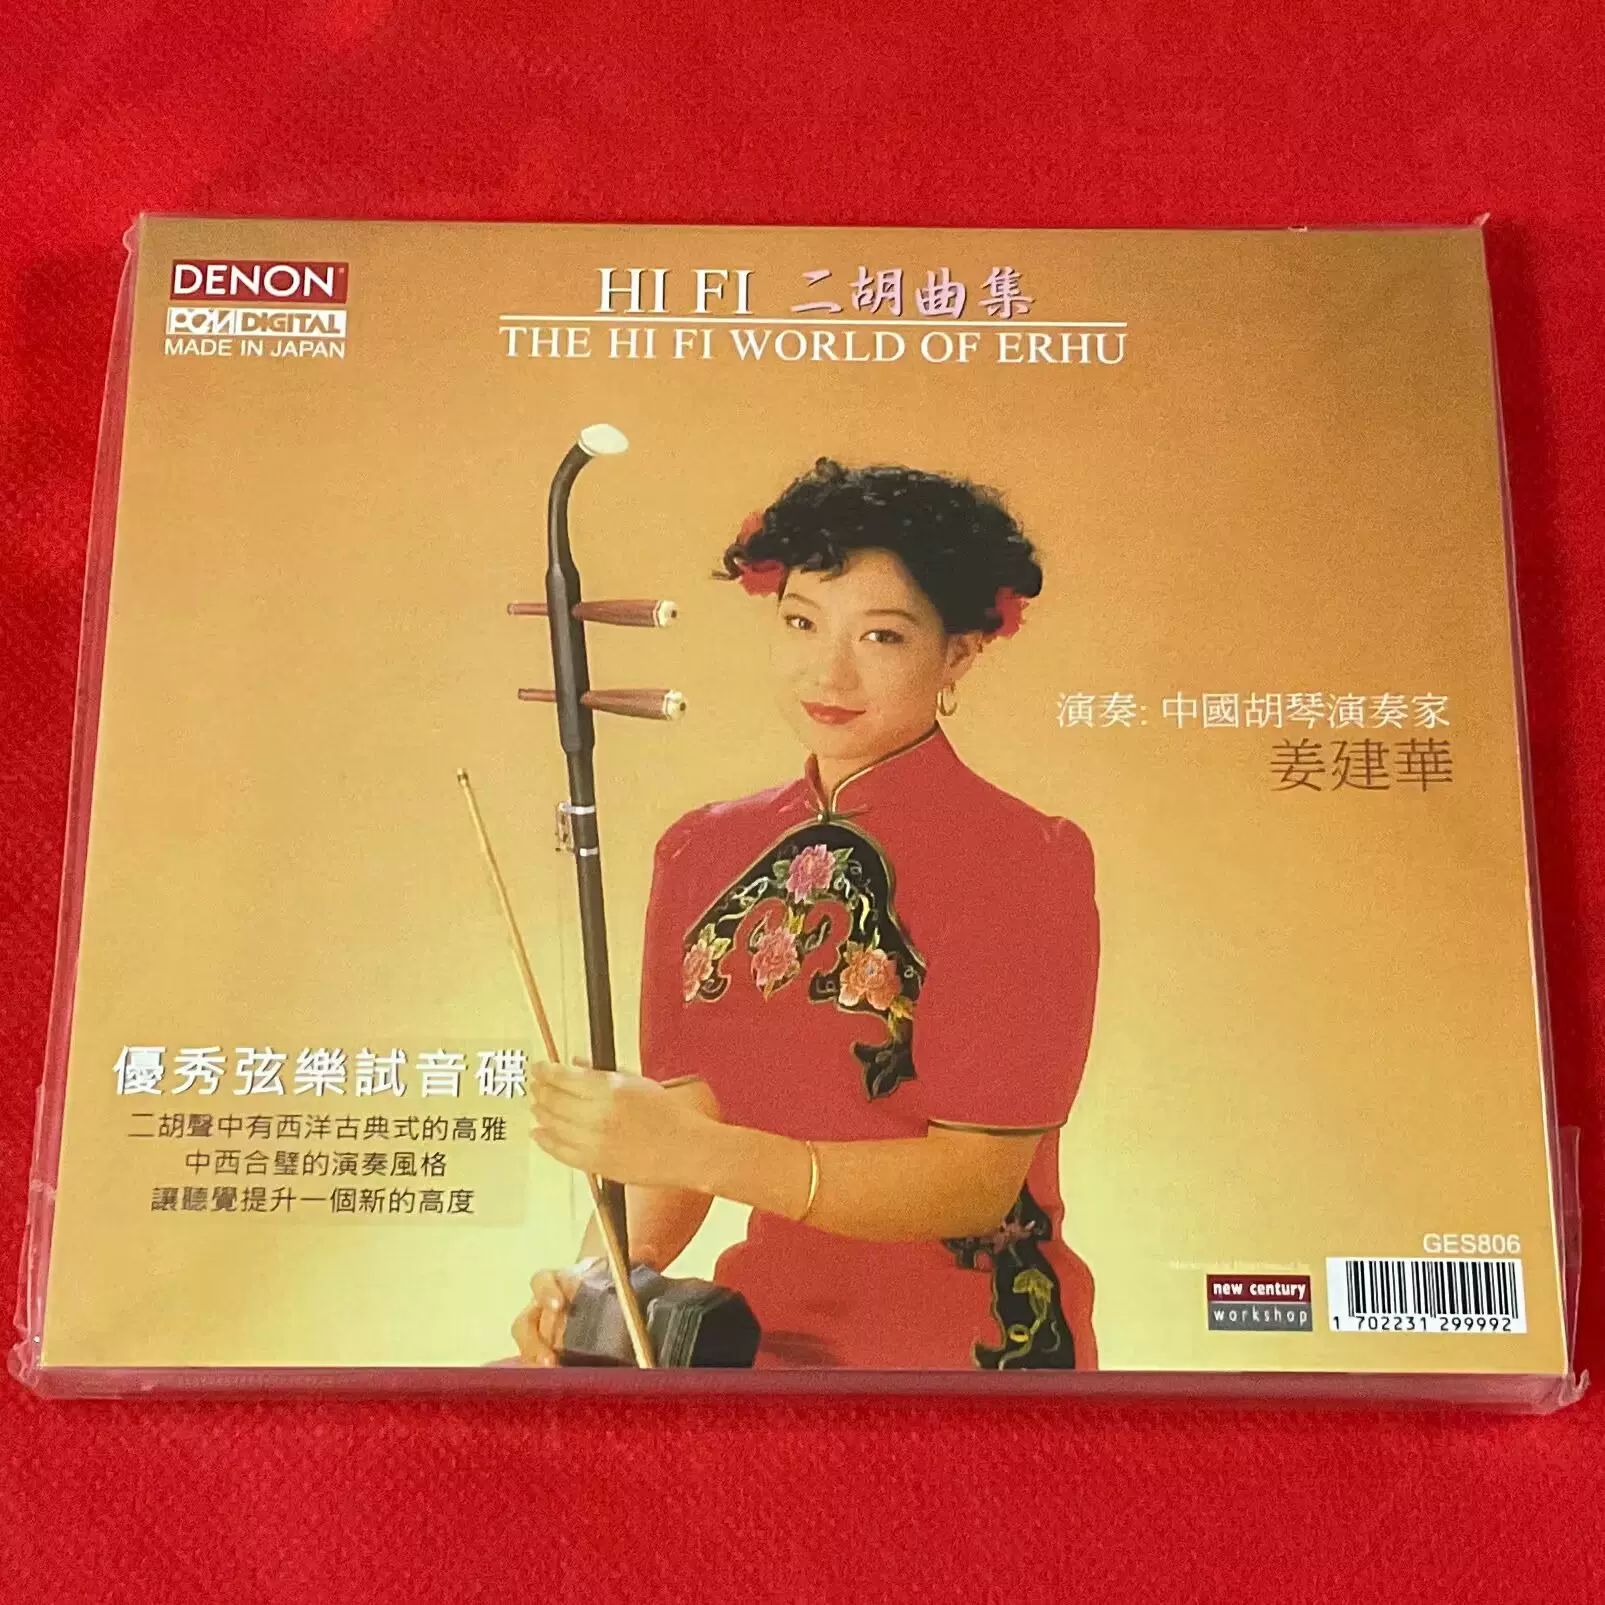 DENON
PCM DIGITAL
MADE IN JAPAN
HI FI 二胡曲集
THE HI FI WORLD OF ERHU
演奏: 中國胡琴演奏家
姜建華
優秀弦樂試音碟
二胡聲中有西洋古典式的高雅
中西合璧的演奏風格
讓聽覺提升一個新的高度
GES806
new century
workshop
1 702231 299992